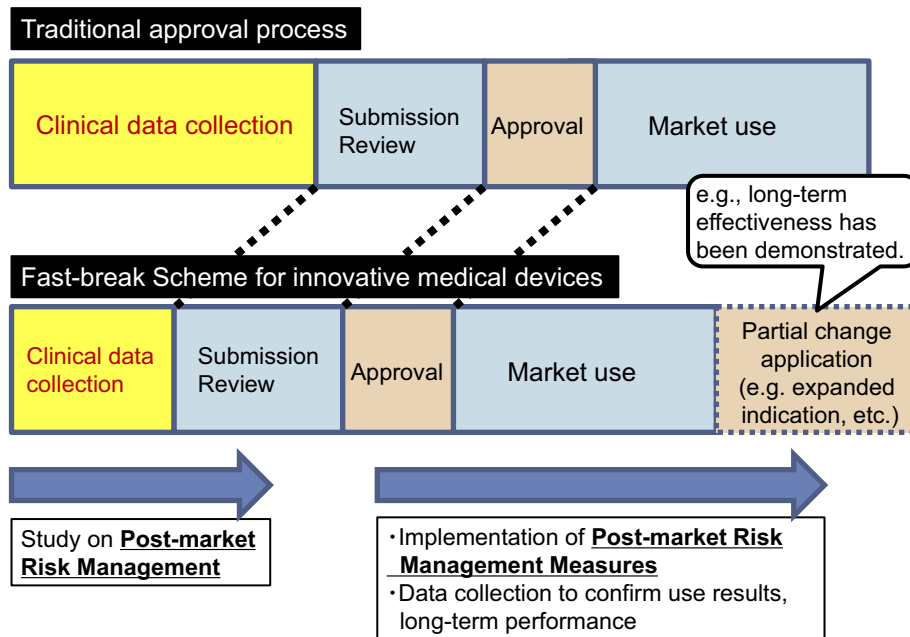 Traditional approval process
Clinical data collection
Submission
Review
Approval
Market use
e.g., long-term
effectiveness has
been demonstrated.
Fast-break Scheme for innovative medical devices
Clinical data
collection
Submission
Review
Approval
Market use
Partial change
application
(e.g. expanded
indication, etc.)
Study on Post-market
Risk Management
・Implementation of Post-market Risk
Management Measures
・Data collection to confirm use results,
long-term performance